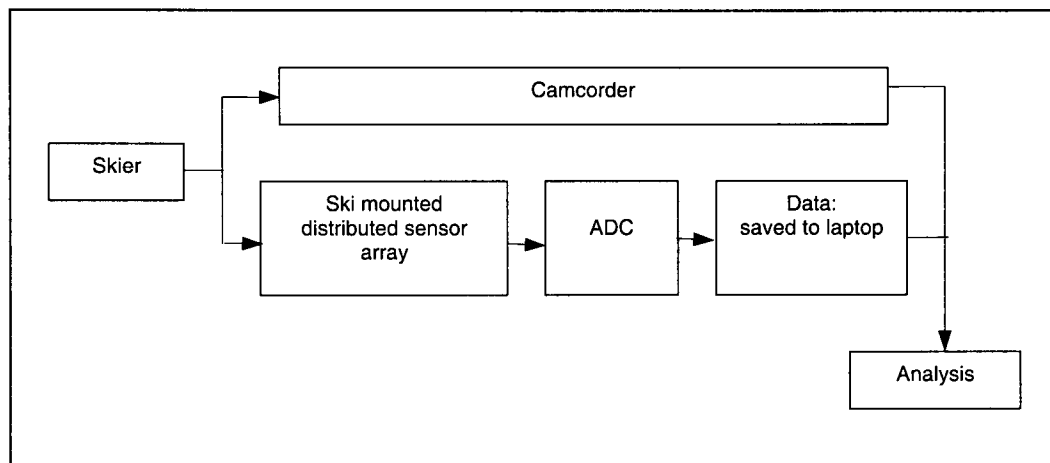 Camcorder
Skier
Ski mounted
distributed sensor
array
ADC
Data:
saved to laptop
Analysis